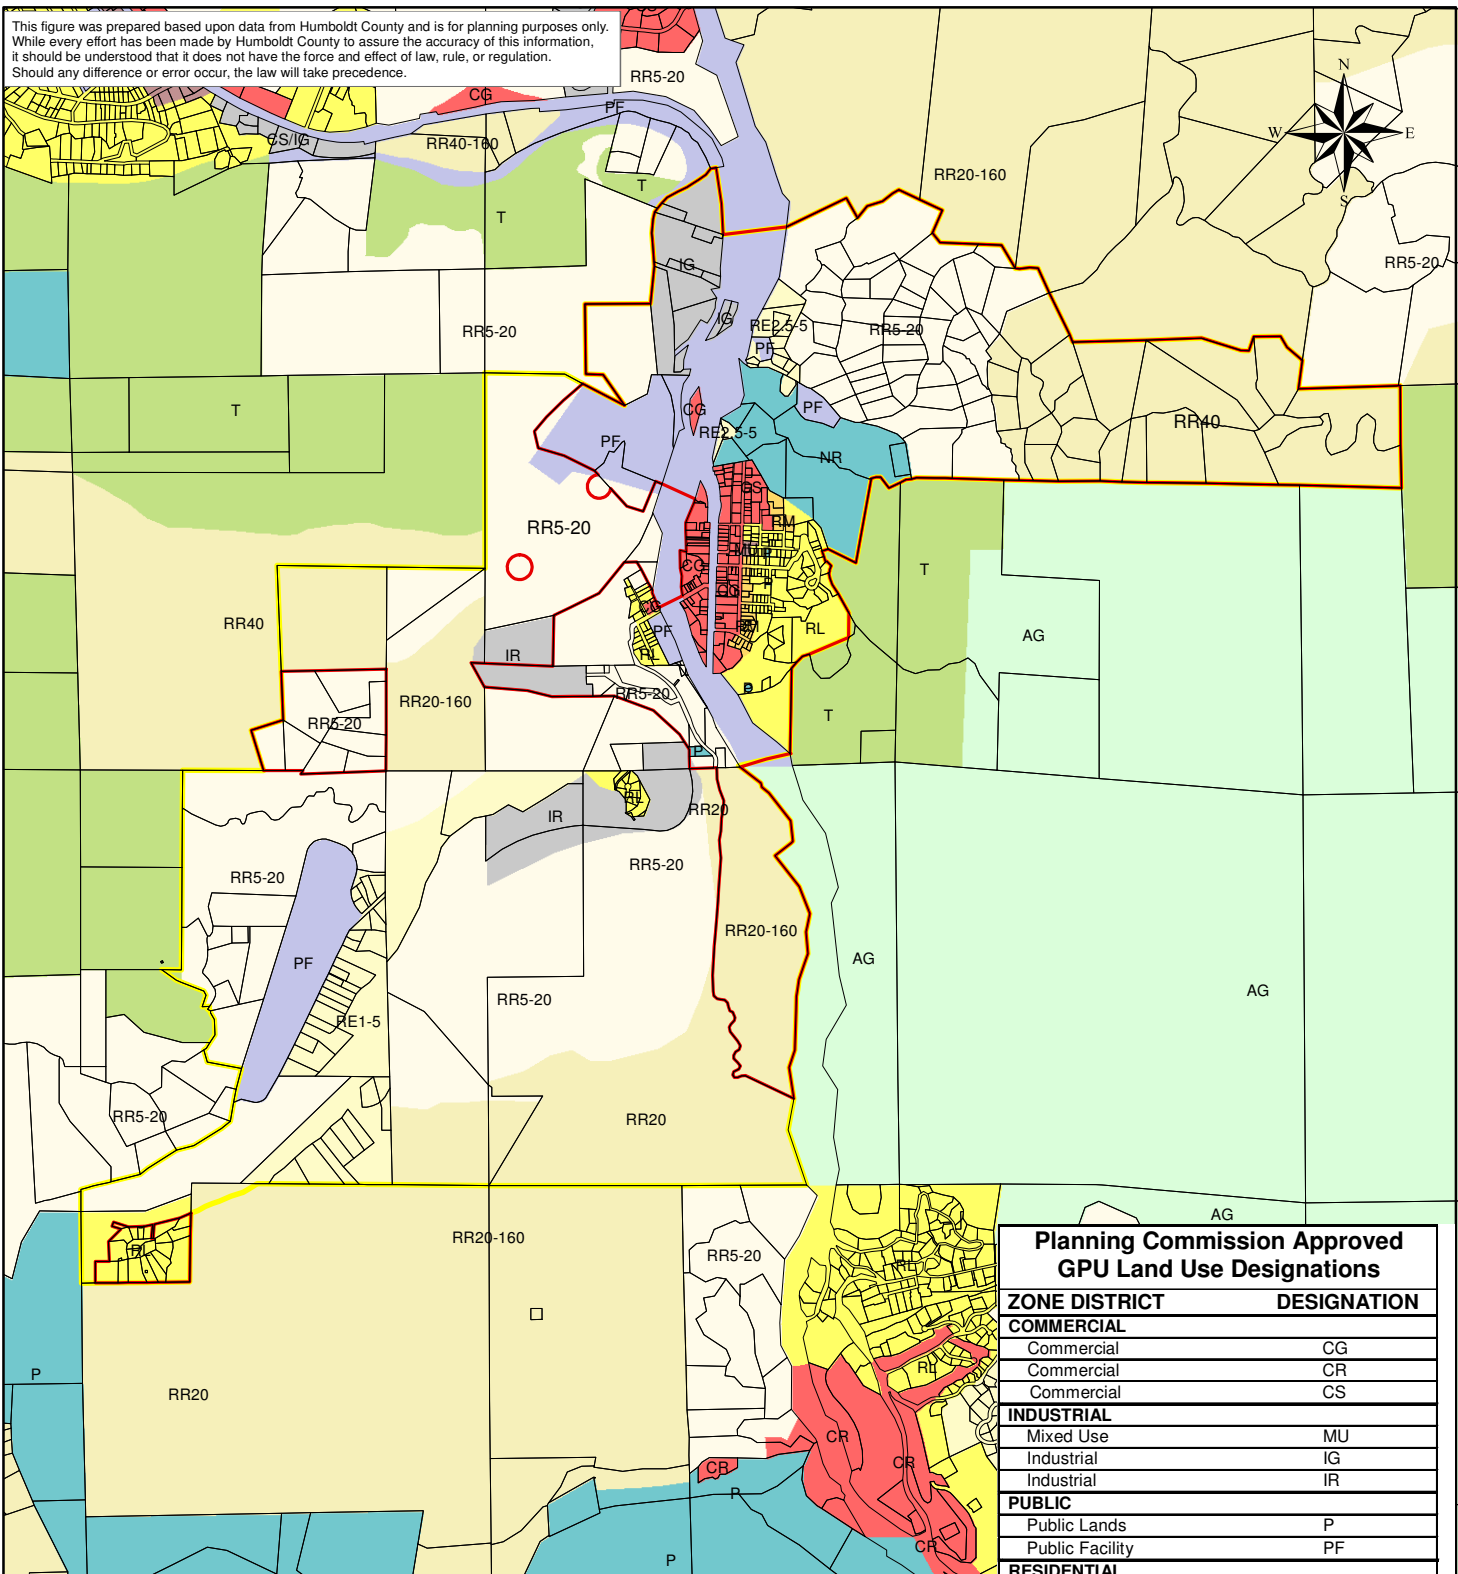 This figure was prepared based upon data from Humboldt County and is for planning purposes only.
While every effort has been made by Humboldt County to assure the accuracy of this information,
it should be understood that it does not have the force and effect of law, rule, or regulation.
Should any difference or error occur, the law will take precedence.
RR5-20
CG
PF
CS/IG
RR40-160
N
W
E
S
T
RR20-160
T
IG
RR5-20
IG
RE2.5-5
RR5-20
RR5-20
PF
T
CG
PF
RR40
PF
RE2.5-5
NR
CS
RR5-20
RM
MU
P
CG
T
P
CG
CG
RR40
PF
RM
RL
AG
IR
RL
P
RR5-20
RR20-160
RR5-20
T
P
RL
RR20
IR
RR5-20
RR5-20
RR20-160
PF
AG
RR5-20
AG
RE1-5
RR5-20
RR20
AG
RR20-160
RL
RR5-20
RL
P
RR20
RL
CR
CR
CR
P
CR
P
Planning Commission Approved
GPU Land Use Designations
ZONE DISTRICT DESIGNATION
COMMERCIAL
Commercial CG
Commercial CR
Commercial CS
INDUSTRIAL
Mixed Use MU
Industrial IG
Industrial IR
PUBLIC
Public Lands P
Public Facility PF
RESIDENTIAL